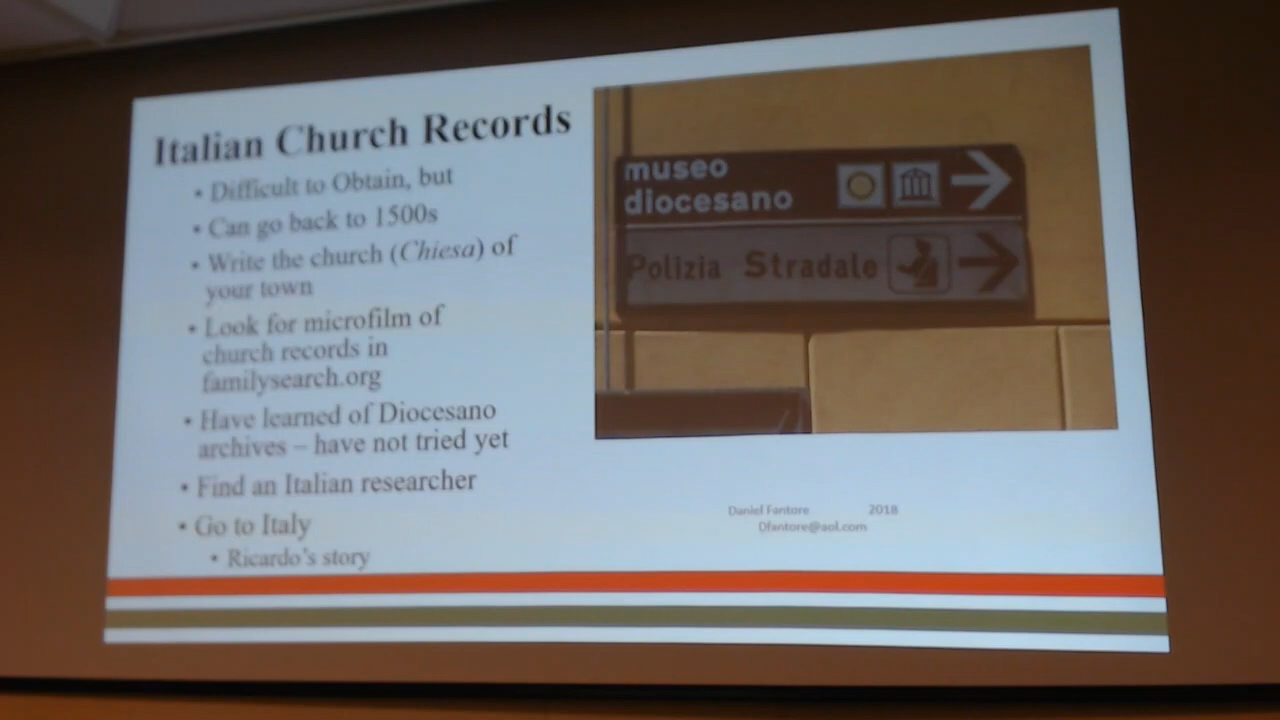 Italian Church Records
• Difficult to Obtain, but
• Can go back to 1500s
• Write the church (Chiesa) of
your town
• Look for microfilm of
church records in
familysearch.org
• Have learned of Diocesano
archives – have not tried yet
• Find an Italian researcher
• Go to Italy
• Ricardo's story
museo
diocesano
Polizia Stradale
Daniel Fantore 2018
Dfantore@aol.com